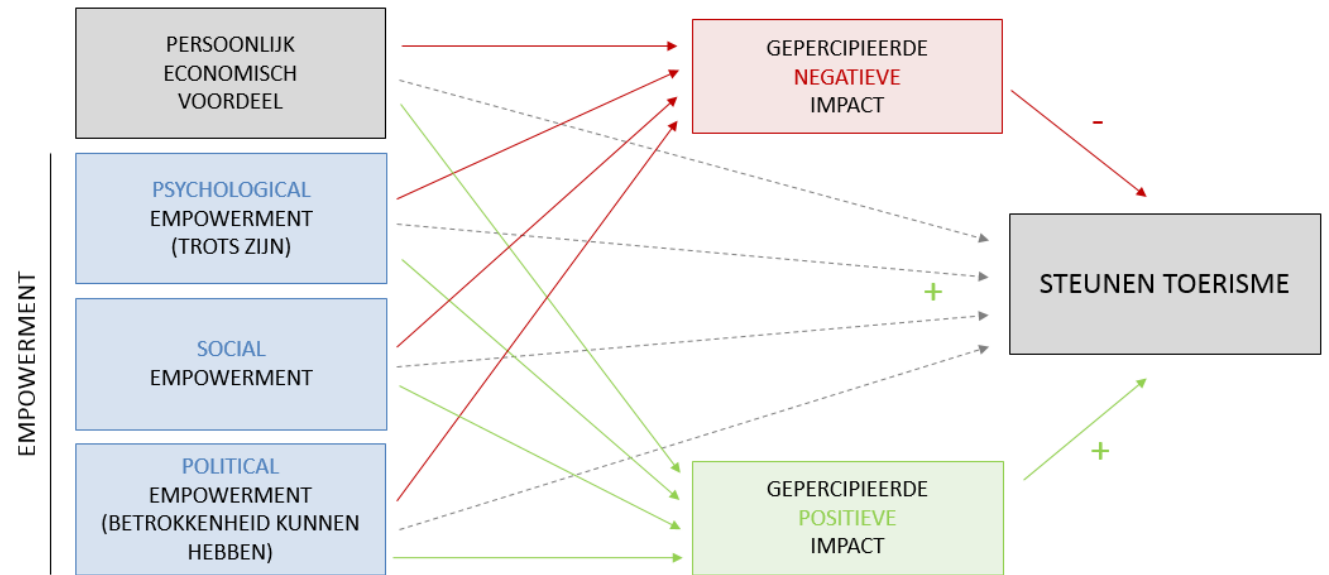 PERSOONLIJK
ECONOMISCH
VOORDEEL
EMPOWERMENT
PSYCHOLOGICAL
EMPOWERMENT
(TROTS ZIJN)
SOCIAL
EMPOWERMENT
POLITICAL
EMPOWERMENT
(BETROKKENHEID KUNNEN
HEBBEN)
GEPERCIPIEERDE
NEGATIEVE
IMPACT
-
+
STEUNEN TOERISME
+
GEPERCIPIEERDE
POSITIEVE
IMPACT